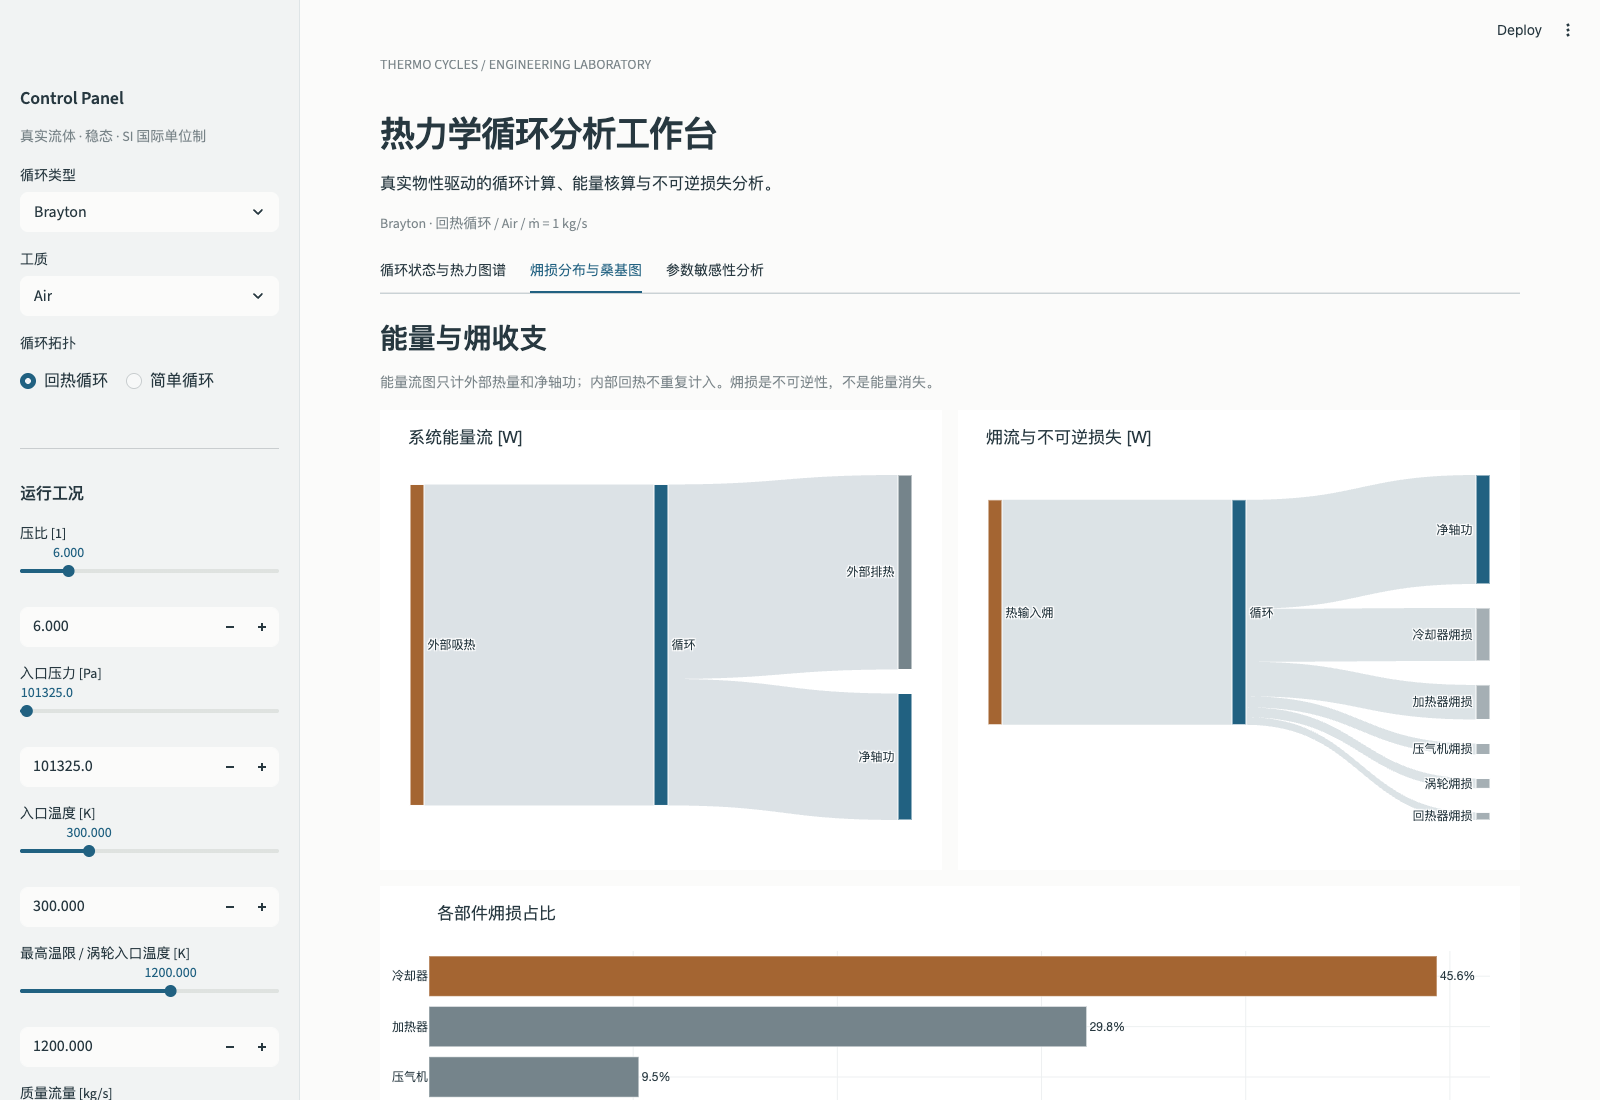 Deploy
Control Panel
真实流体 · 稳态 · SI 国际单位制
循环类型
Brayton
工质
Air
循环拓扑
回热循环
简单循环
运行工况
压比 [1]
6.000
6.000
入口压力 [Pa]
101325.0
101325.0
入口温度 [K]
300.000
300.000
最高温限 / 涡轮入口温度 [K]
1200.000
1200.000
质量流量 [kg/s]
THERMO CYCLES / ENGINEERING LABORATORY
热力学循环分析工作台
真实物性驱动的循环计算、能量核算与不可逆损失分析。
Brayton · 回热循环 / Air / ṁ = 1 kg/s
循环状态与热力图谱
㶲损分布与桑基图
参数敏感性分析
能量与㶲收支
能量流图只计外部热量和净轴功；内部回热不重复计入。㶲损是不可逆性，不是能量消失。
系统能量流 [W]
外部吸热
循环
外部排热
净轴功
㶲流与不可逆损失 [W]
热输入㶲
循环
净轴功
冷却器㶲损
加热器㶲损
压气机㶲损
涡轮㶲损
回热器㶲损
各部件㶲损占比
冷却器
45.6%
加热器
29.8%
压气机
9.5%